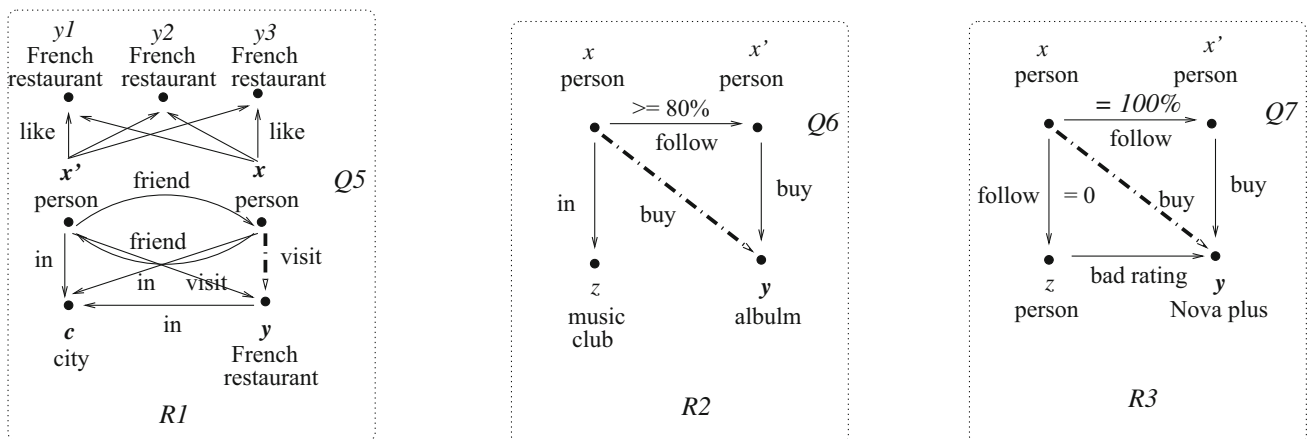 y1 y2 y3
French French French
restaurant restaurant restaurant
like like
x' x
friend Q5
person person
friend
in visit
in visit
in
c y
city French
restaurant
R1
x x'
person person
>= 80%
follow Q6
in buy
buy
z y
music albulm
club
R2
x x'
person person
= 100%
follow Q7
follow = 0 buy
buy
bad rating
z y
person Nova plus
R3